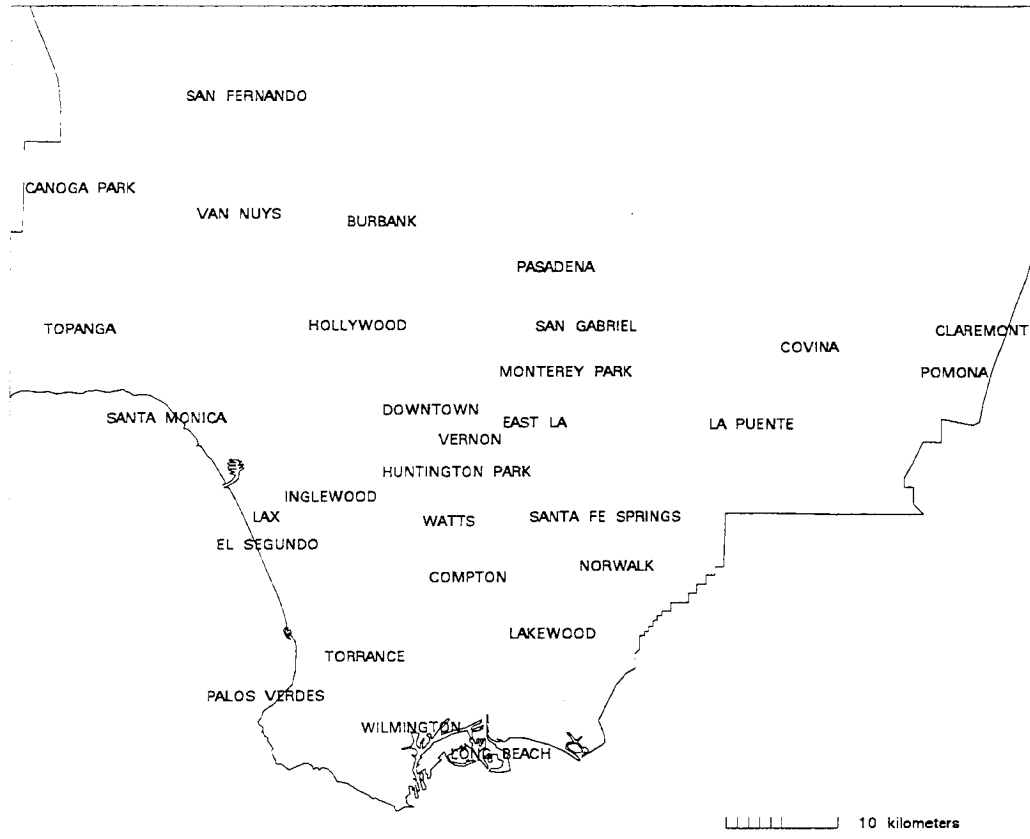 SAN FERNANDO
CANOGA PARK
VAN NUYS
BURBANK
PASADENA
TOPANGA
HOLLYWOOD
SAN GABRIEL
CLAREMONT
COVINA
MONTEREY PARK
POMONA
SANTA MONICA
DOWNTOWN
EAST LA
LA PUENTE
VERNON
HUNTINGTON PARK
INGLEWOOD
LAX
WATTS
SANTA FE SPRINGS
EL SEGUNDO
COMPTON
NORWALK
LAKEWOOD
TORRANCE
PALOS VERDES
WILMINGTON
LONG BEACH
10 kilometers